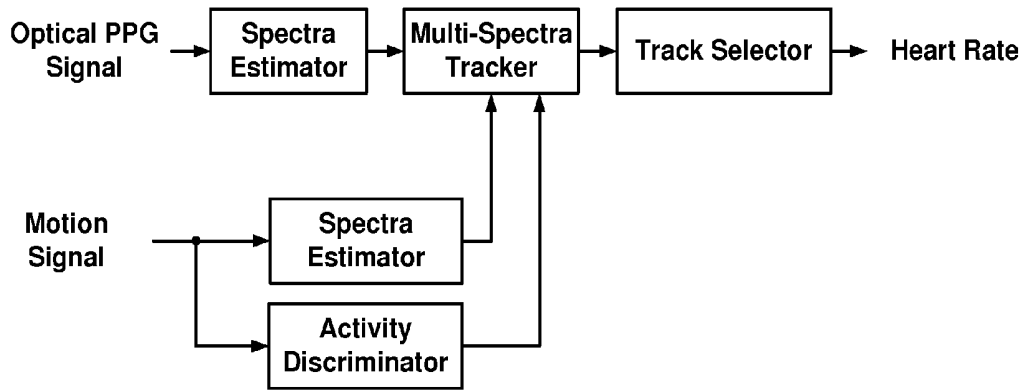 Optical PPG
Signal
Spectra
Estimator
Multi-Spectra
Tracker
Track Selector
Heart Rate
Motion
Signal
Spectra
Estimator
Activity
Discriminator